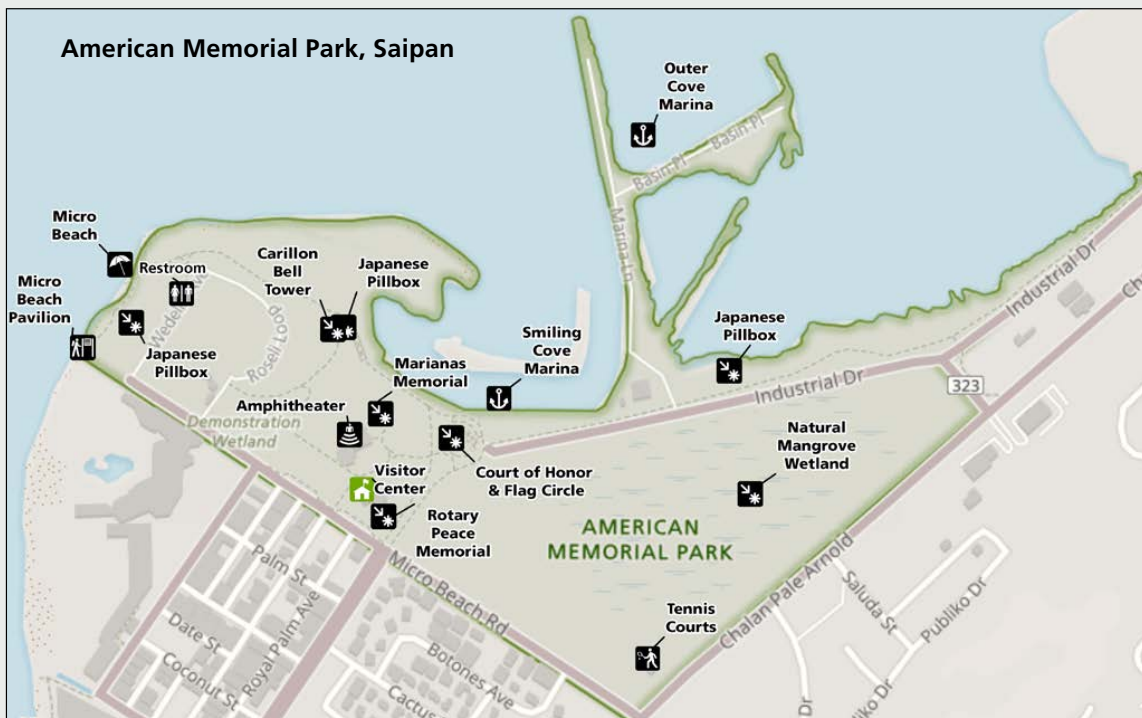 American Memorial Park, Saipan
Outer
Cove
Marina
Basin Pl
Basin Pl
Marina Ln
Micro
Beach
Restroom
Carillon
Bell
Tower
Japanese
Pillbox
Micro
Beach
Pavilion
Japanese
Pillbox
Rosell Loop
Marianas
Memorial
Smiling
Cove
Marina
Japanese
Pillbox
Industrial Dr
Industrial Dr
323
Amphitheater
Demonstration
Wetland
Visitor
Center
Court of Honor
& Flag Circle
Natural
Mangrove
Wetland
Rotary
Peace
Memorial
AMERICAN
MEMORIAL PARK
Micro Beach Rd
Palm St
Date St
Coconut St
Royal Palm Ave
Botones Ave
Cactus
Tennis
Courts
Chalan Pale Arnold
Saluda St
Publiko Dr
Publiko Dr
Ch